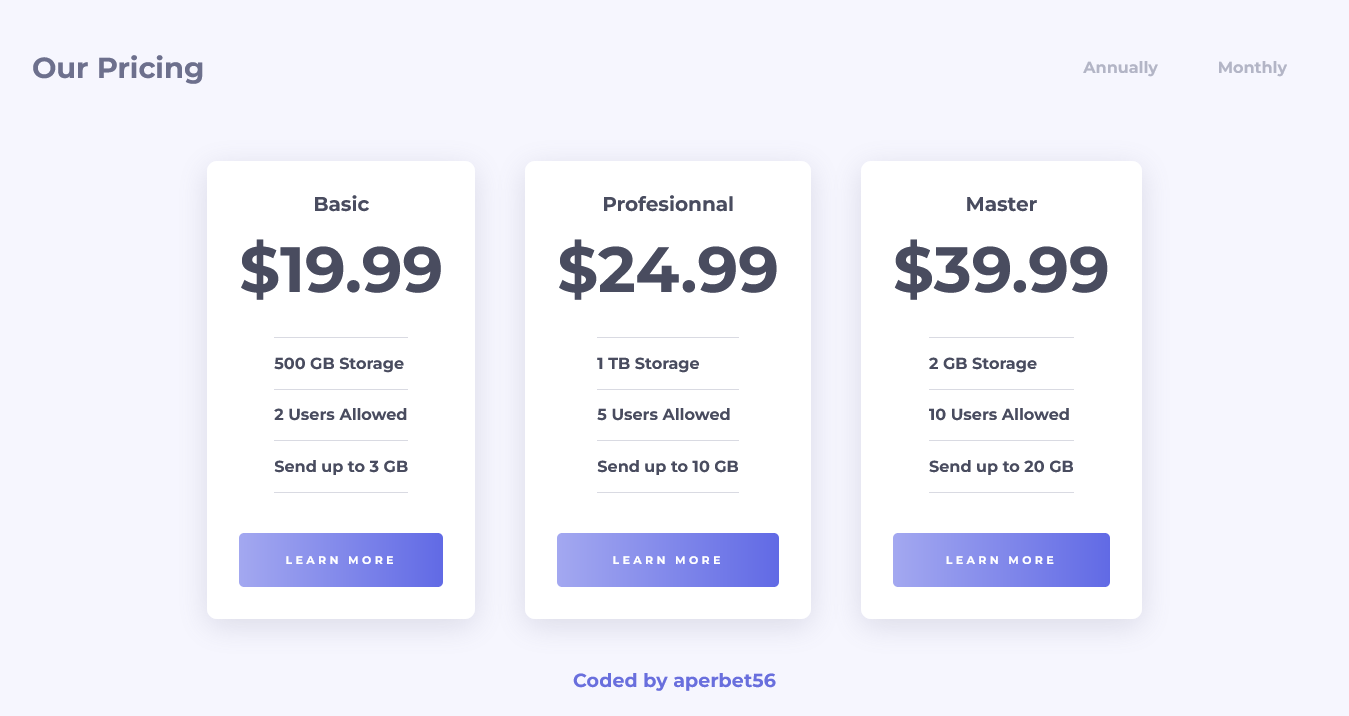 Our Pricing
Annually
Monthly
Basic
$19.99
500 GB Storage
2 Users Allowed
Send up to 3 GB
LEARN MORE
Profesionnal
$24.99
1 TB Storage
5 Users Allowed
Send up to 10 GB
LEARN MORE
Master
$39.99
2 GB Storage
10 Users Allowed
Send up to 20 GB
LEARN MORE
Coded by aperbet56